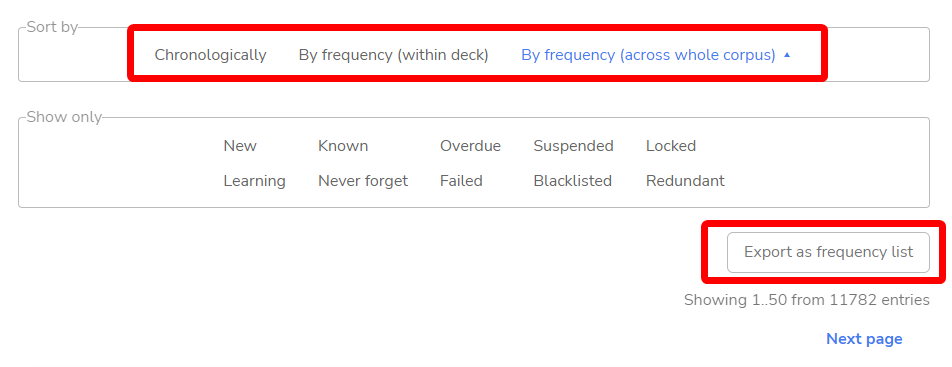 Sort by
Chronologically By frequency (within deck) By frequency (across whole corpus) ▲
Show only
New Known Overdue Suspended Locked
Learning Never forget Failed Blacklisted Redundant
Export as frequency list
Showing 1..50 from 11782 entries
Next page